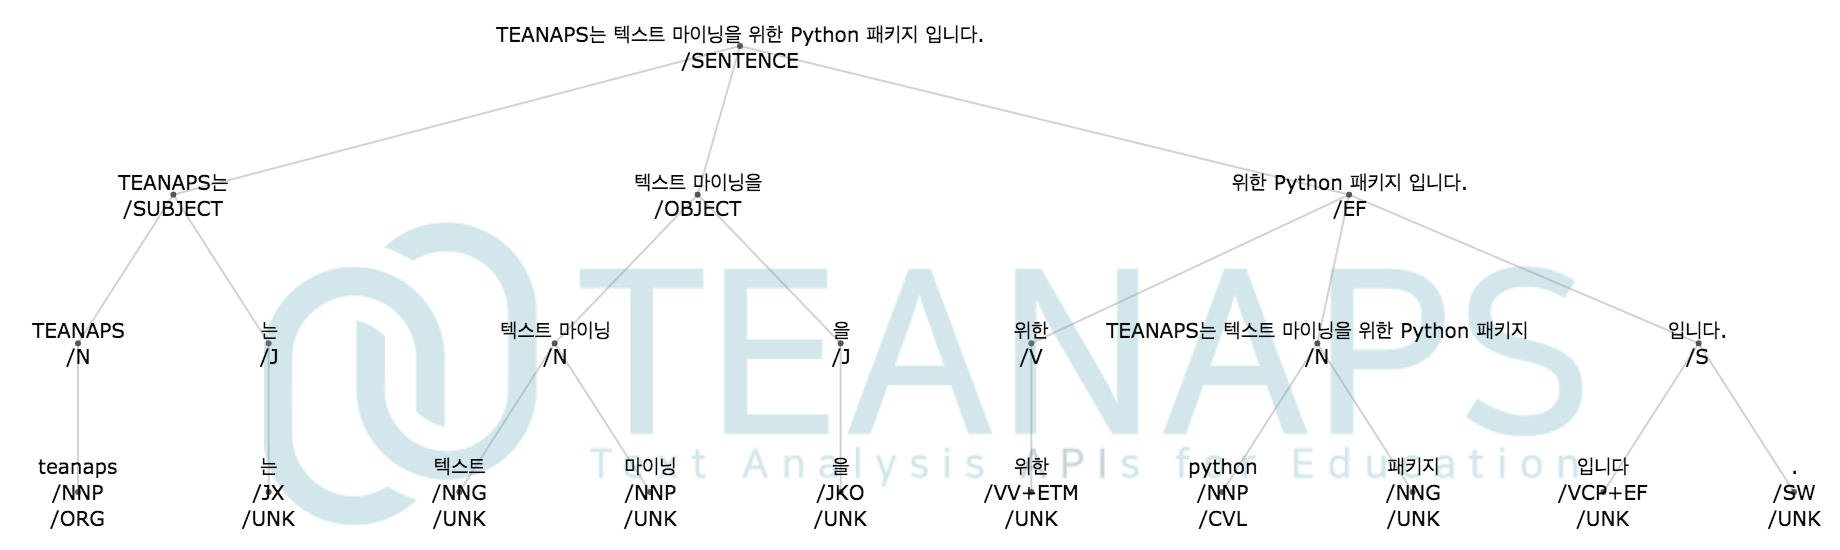 TEANAPS는 텍스트 마이닝을 위한 Python 패키지 입니다.
/SENTENCE
TEANAPS는 텍스트 마이닝을 위한 Python 패키지 입니다.
/SUBJECT /OBJECT /EF
TEANAPS 는 텍스트 마이닝 을 위한 TEANAPS는 텍스트 마이닝을 위한 Python 패키지 입니다.
/N /J /N /J /V /N /S
TEANAPS
Text Analysis APIs for Education
teanaps 는 텍스트 마이닝 을 위한 python 패키지 입니다 .
/NNP /JX /NNG /NNP /JKO /VV+ETM /NNP /NNG /VCP+EF /SW
/ORG /UNK /UNK /UNK /UNK /UNK /CVL /UNK /UNK /UNK